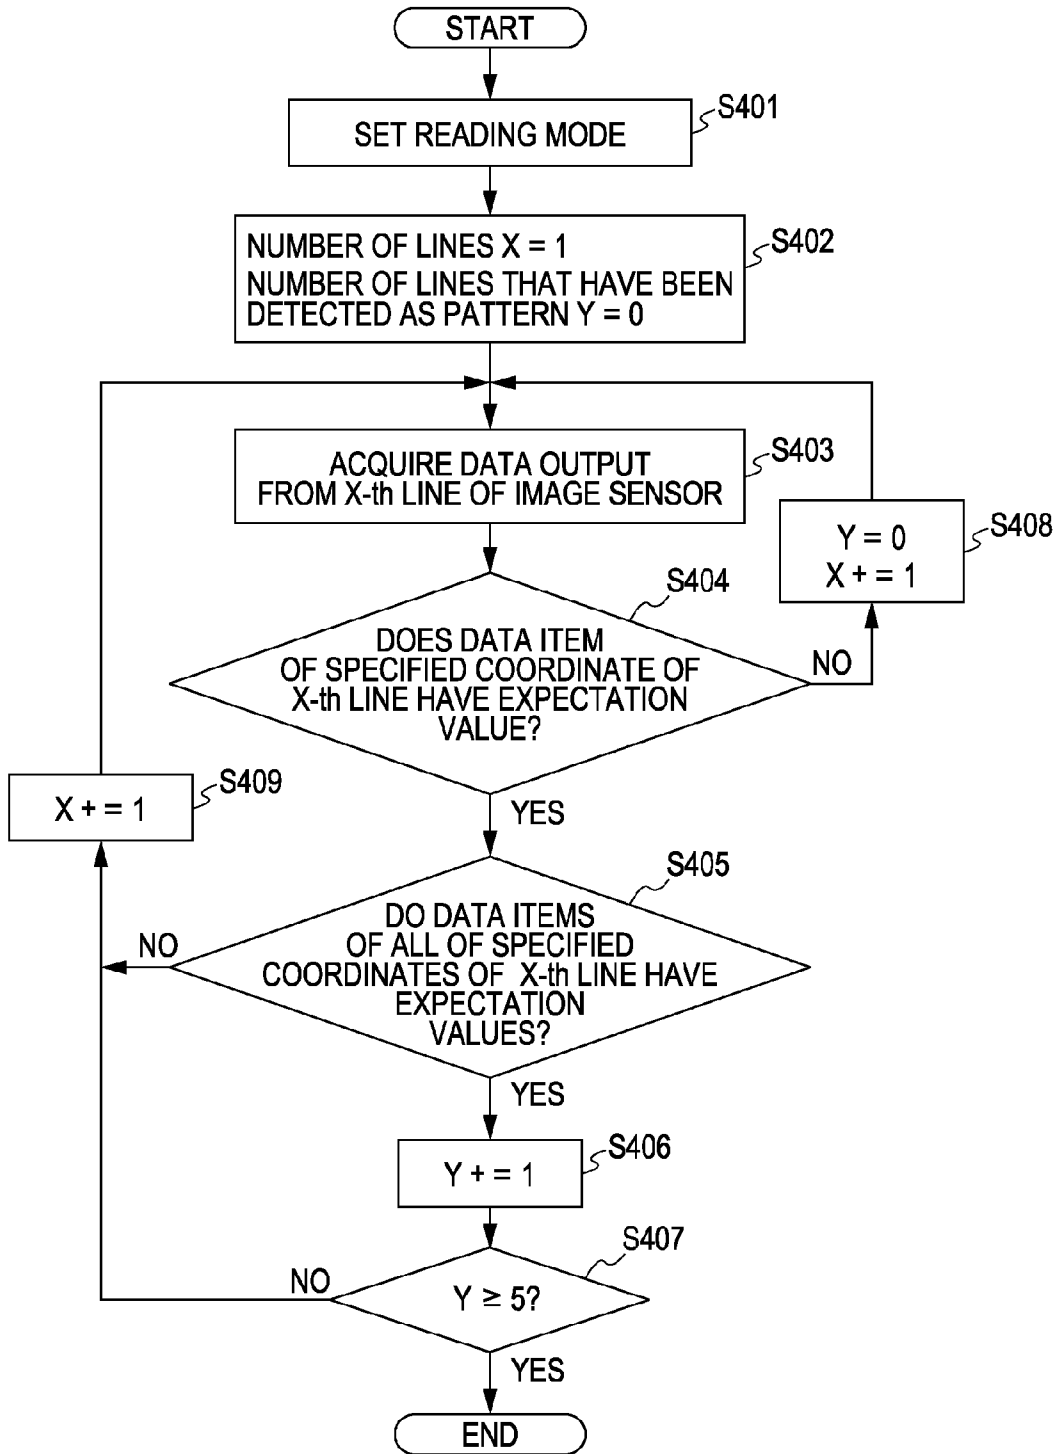 START
SET READING MODE
S401
NUMBER OF LINES X = 1
NUMBER OF LINES THAT HAVE BEEN
DETECTED AS PATTERN Y = 0
S402
ACQUIRE DATA OUTPUT
FROM X-th LINE OF IMAGE SENSOR
S403
Y = 0
X + = 1
S408
S404
DOES DATA ITEM
OF SPECIFIED COORDINATE OF
X-th LINE HAVE EXPECTATION
VALUE?
NO
YES
X + = 1
S409
S405
DO DATA ITEMS
OF ALL OF SPECIFIED
COORDINATES OF X-th LINE HAVE
EXPECTATION
VALUES?
NO
YES
Y + = 1
S406
S407
Y ≥ 5?
NO
YES
END